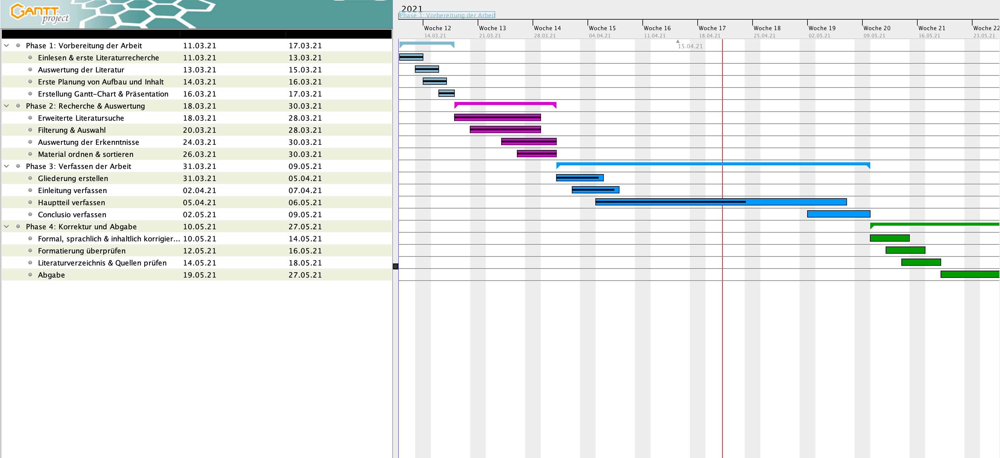 GANTT
project
2021
Phase 1: Vorbereitung der Arbeit
Woche 12 Woche 13 Woche 14 Woche 15 Woche 16 Woche 17 Woche 18 Woche 19 Woche 20 Woche 21 Woche 22
14.03.21 21.03.21 28.03.21 04.04.21 11.04.21 18.04.21 25.04.21 02.05.21 09.05.21 16.05.21 23.05.21
15.04.21
Phase 1: Vorbereitung der Arbeit 11.03.21 17.03.21
Einlesen & erste Literaturrecherche 11.03.21 13.03.21
Auswertung der Literatur 13.03.21 15.03.21
Erste Planung von Aufbau und Inhalt 14.03.21 16.03.21
Erstellung Gantt-Chart & Präsentation 16.03.21 17.03.21
Phase 2: Recherche & Auswertung 18.03.21 30.03.21
Erweiterte Literatursuche 18.03.21 28.03.21
Filterung & Auswahl 20.03.21 28.03.21
Auswertung der Erkenntnisse 24.03.21 30.03.21
Material ordnen & sortieren 26.03.21 30.03.21
Phase 3: Verfassen der Arbeit 31.03.21 09.05.21
Gliederung erstellen 31.03.21 05.04.21
Einleitung verfassen 02.04.21 07.04.21
Hauptteil verfassen 05.04.21 06.05.21
Conclusio verfassen 02.05.21 09.05.21
Phase 4: Korrektur und Abgabe 10.05.21 27.05.21
Formal, sprachlich & inhaltlich korrigier... 10.05.21 14.05.21
Formatierung überprüfen 12.05.21 16.05.21
Literaturverzeichnis & Quellen prüfen 14.05.21 18.05.21
Abgabe 19.05.21 27.05.21